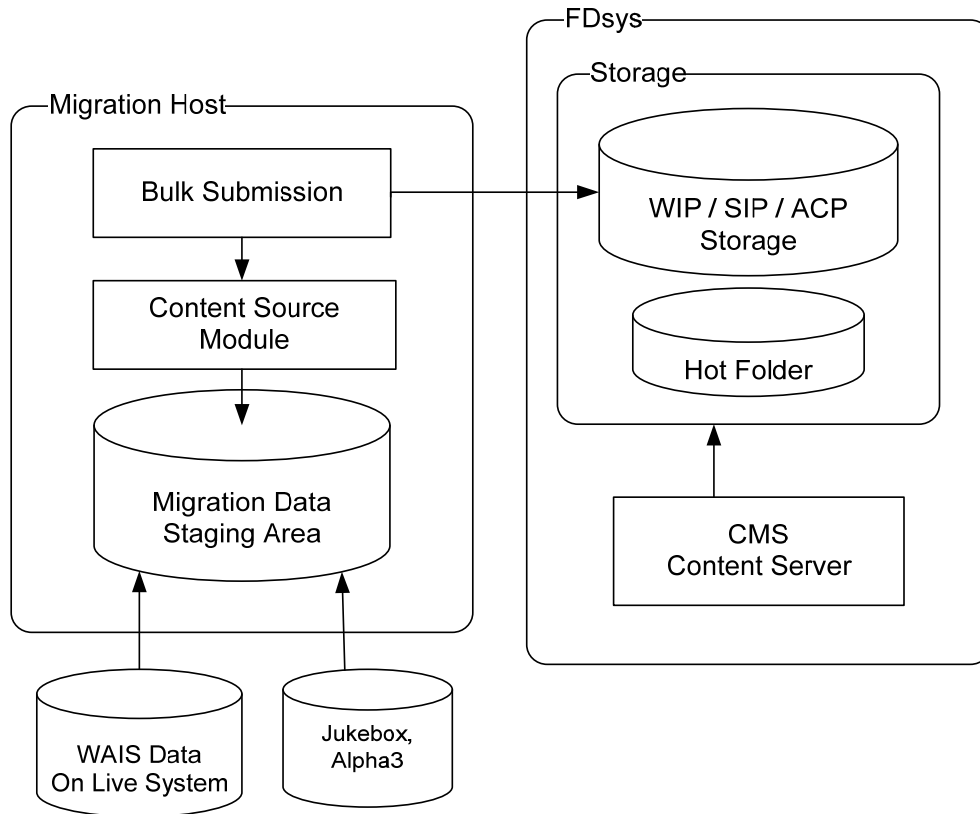 FDsys
Storage
Migration Host
Bulk Submission
WIP / SIP / ACP
Storage
Content Source
Module
Hot Folder
Migration Data
Staging Area
CMS
Content Server
WAIS Data
On Live System
Jukebox,
Alpha3